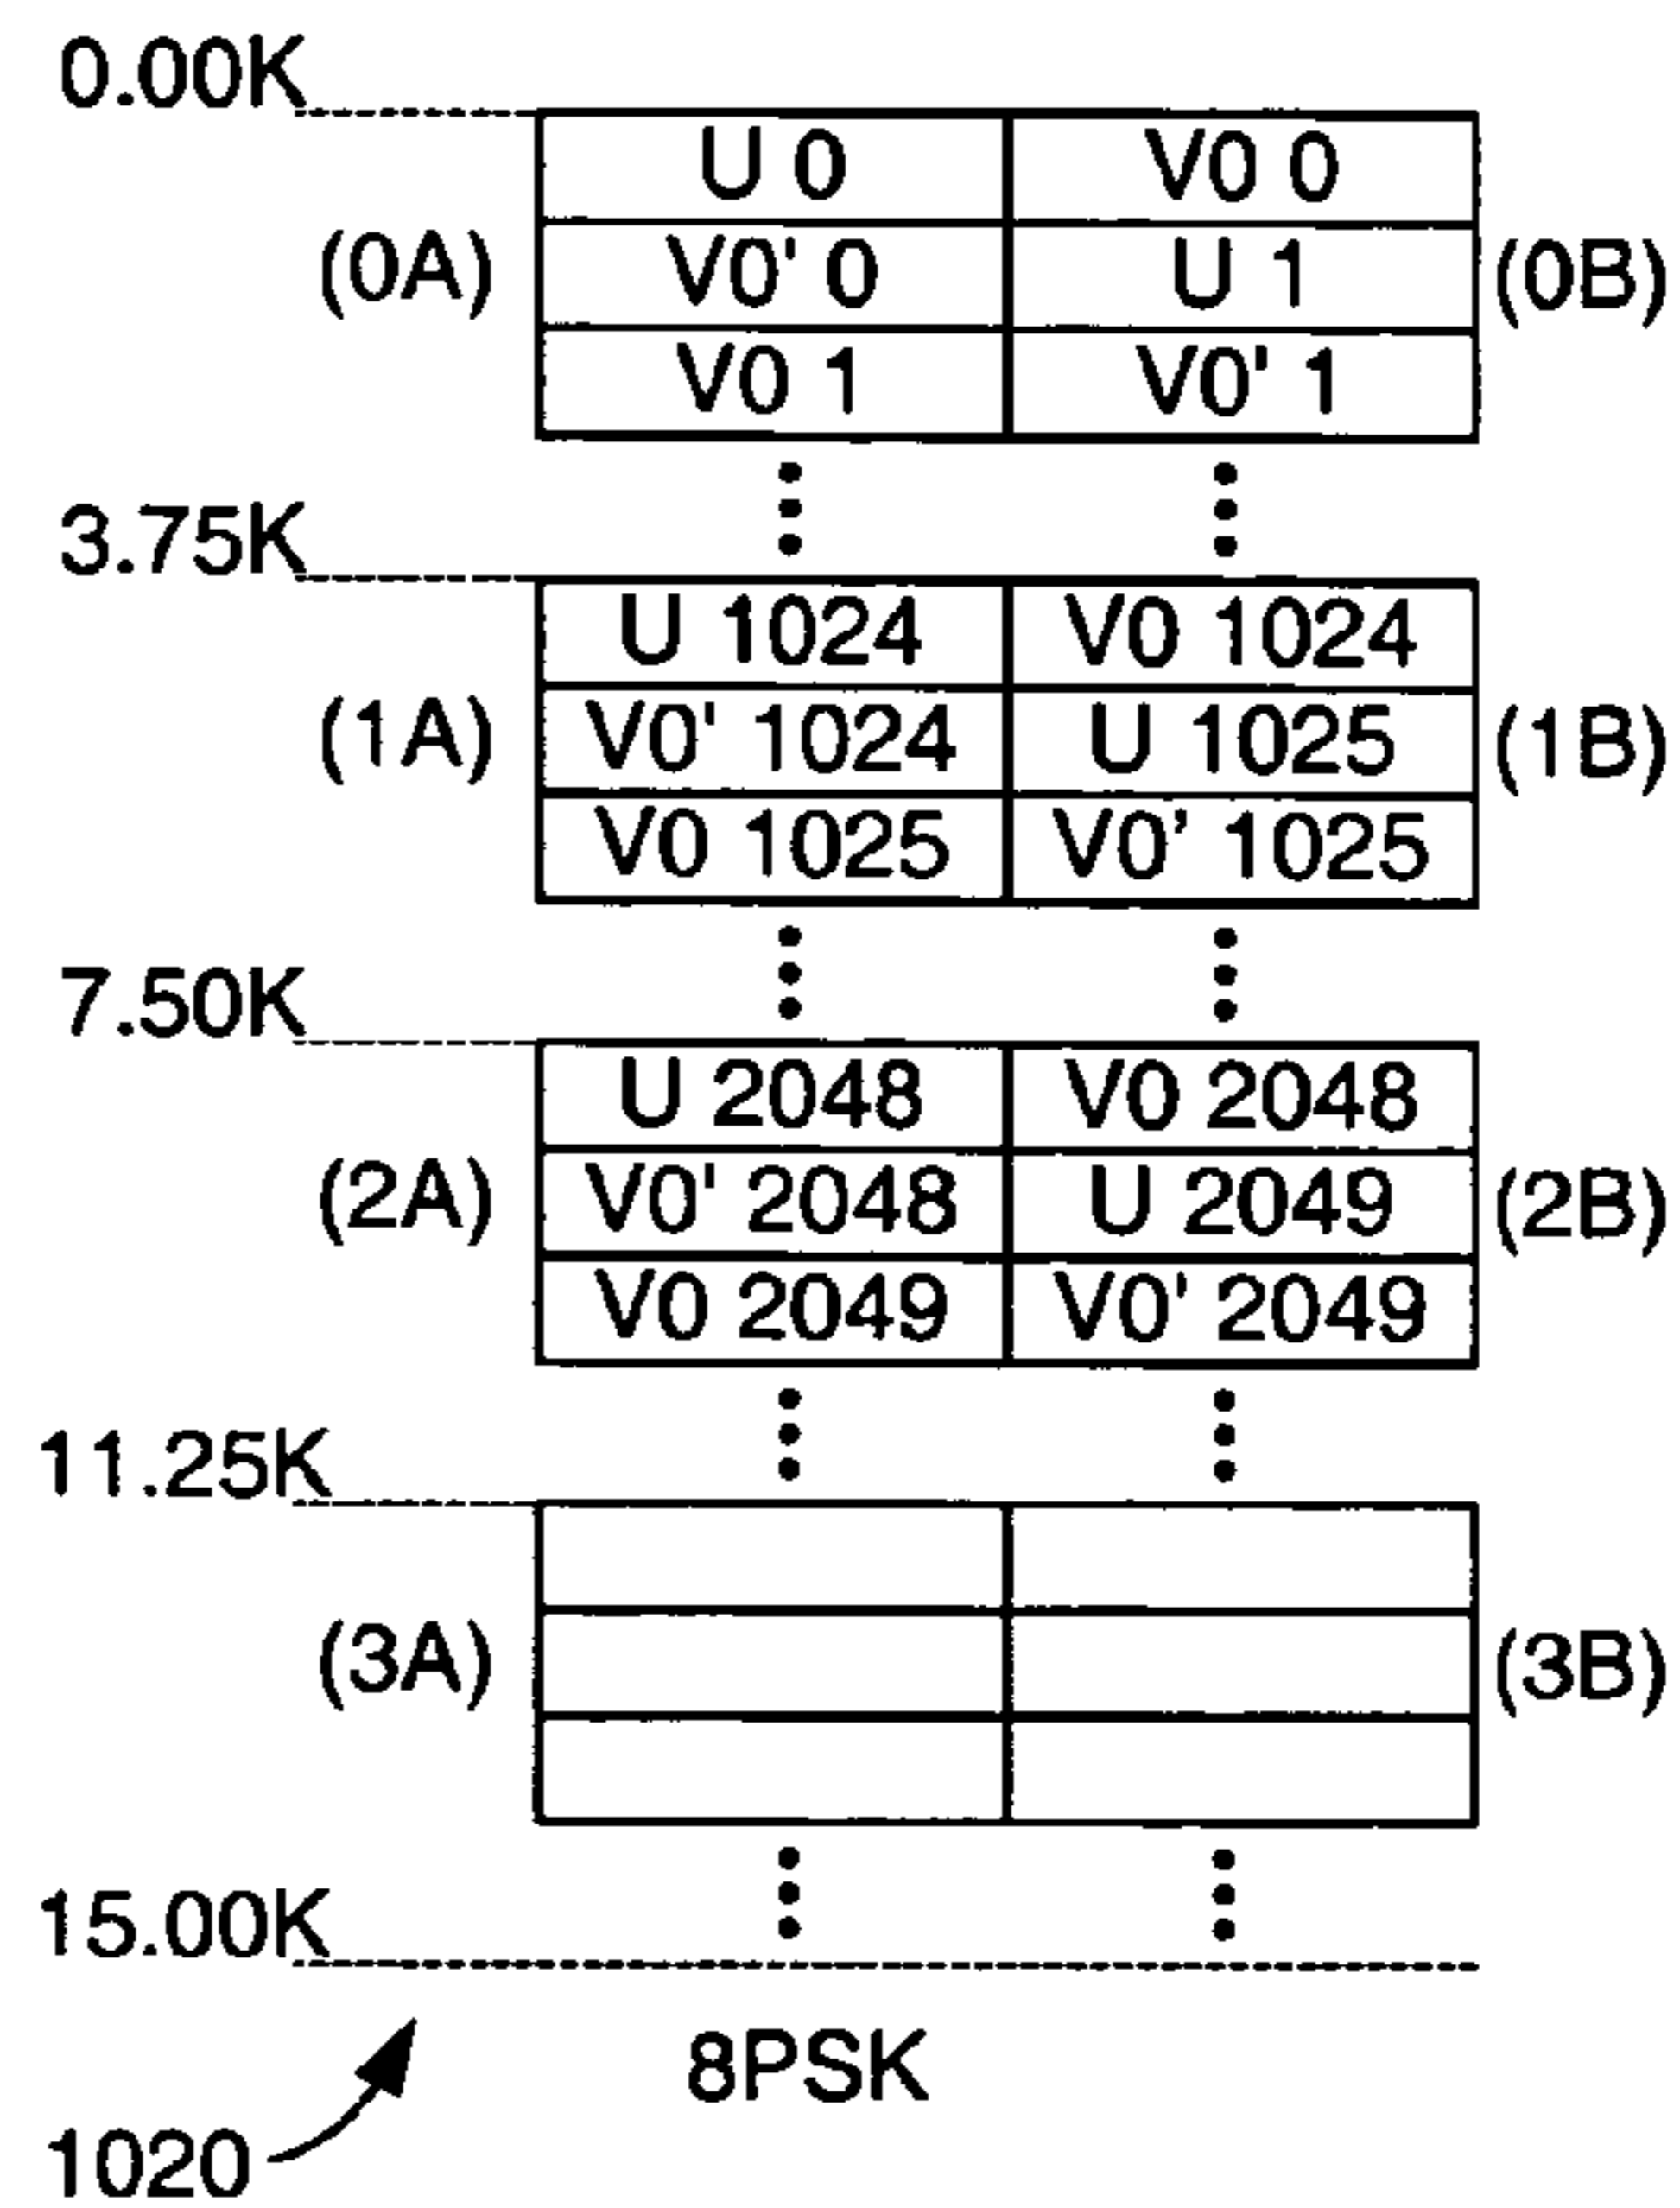 0.00K
U 0 V0 0
(0A) V0' 0 U 1 (0B)
V0 1 V0' 1
3.75K
U 1024 V0 1024
(1A) V0' 1024 U 1025 (1B)
V0 1025 V0' 1025
7.50K
U 2048 V0 2048
(2A) V0' 2048 U 2049 (2B)
V0 2049 V0' 2049
11.25K
(3A) (3B)
15.00K
8PSK
1020